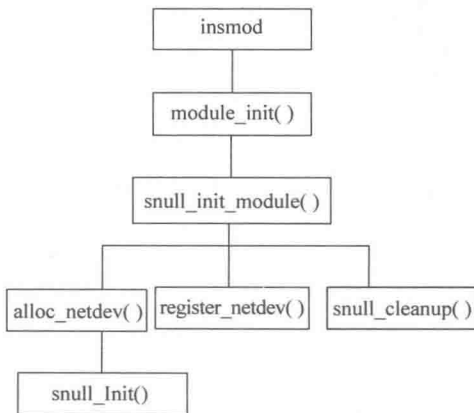 insmod
module_init( )
snull_init_module( )
alloc_netdev( )
register_netdev( )
snull_cleanup( )
snull_Init()